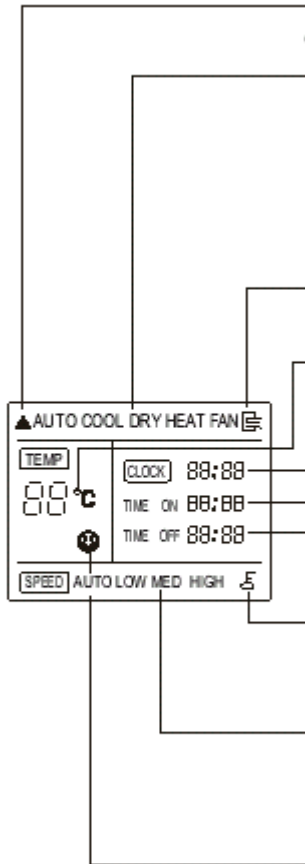 AUTO COOL DRY HEAT FAN
TEMP
88°C
CLOCK 88:88
TIME ON 88:88
TIME OFF 88:88
SPEED AUTO LOW MED HIGH